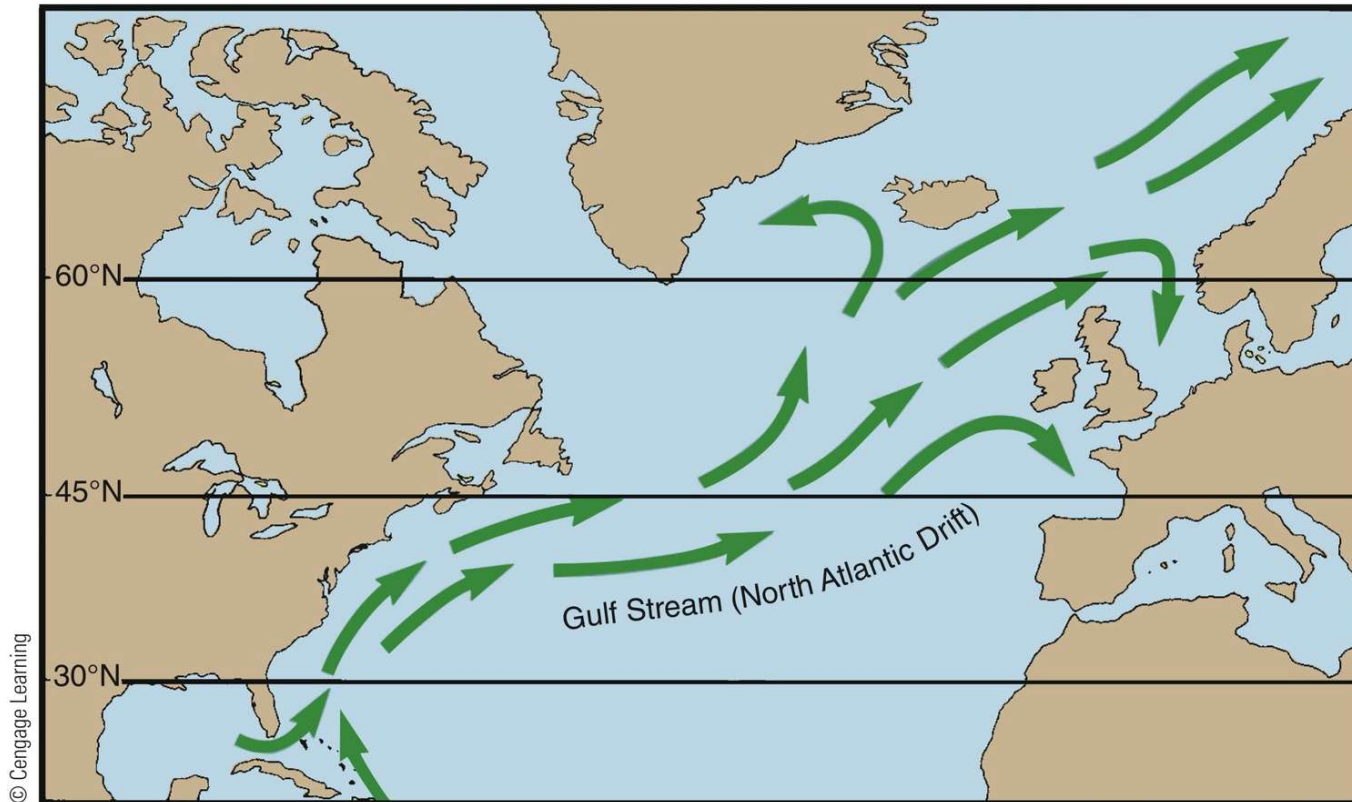 60°N
45°N
Gulf Stream (North Atlantic Drift)
30°N
© Cengage Learning